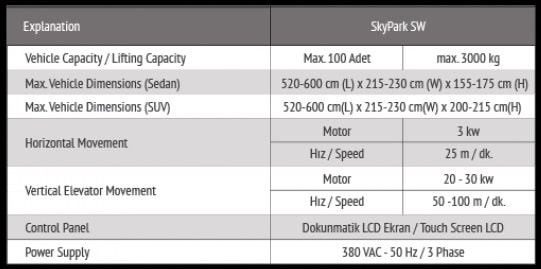 Explanation SkyPark SW
Vehicle Capacity / Lifting Capacity Max. 100 Adet max. 3000 kg
Max. Vehicle Dimensions (Sedan) 520-600 cm (L) x 215-230 cm (W) x 155-175 cm (H)
Max. Vehicle Dimensions (SUV) 520-600 cm(L) x 215-230 cm(W) x 200-215 cm(H)
Horizontal Movement
Motor 3 kw
Hız / Speed 25 m / dk.
Vertical Elevator Movement
Motor 20 - 30 kw
Hız / Speed 50 -100 m / dk.
Control Panel Dokunmatik LCD Ekran / Touch Screen LCD
Power Supply 380 VAC - 50 Hz / 3 Phase